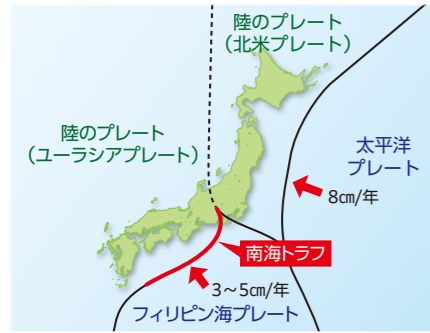 陸のプレート
（北米プレート）
陸のプレート
（ユーラシアプレート）
太平洋
プレート
8㎝/年
南海トラフ
3～5㎝/年
フィリピン海プレート